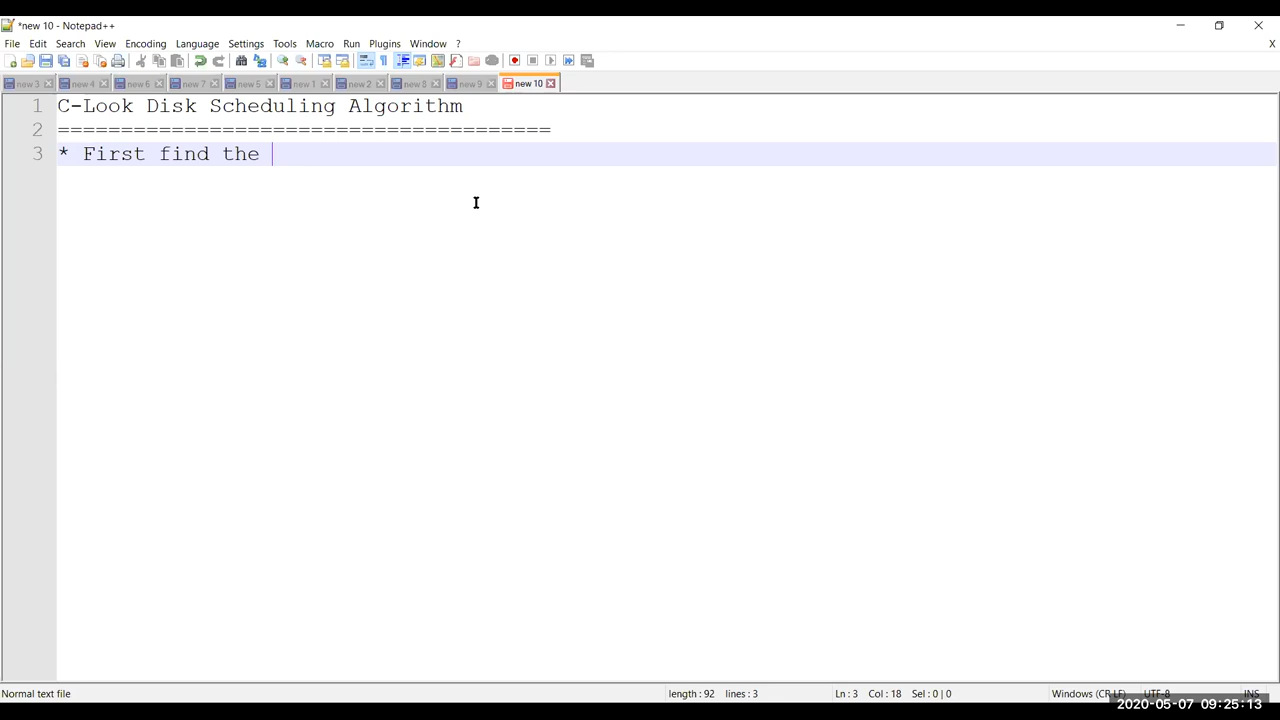 *new 10 - Notepad++
File Edit Search View Encoding Language Settings Tools Macro Run Plugins Window ? X
new 3 new 4 new 6 new 7 new 5 new 1 new 2 new 8 new 9 new 10
1 C-Look Disk Scheduling Algorithm
2 =======================================
3 * First find the
Normal text file length : 92 lines : 3 Ln : 3 Col : 18 Sel : 0 | 0 Windows (CR LF) UTF-8 INS
2020-05-07 09:25:13